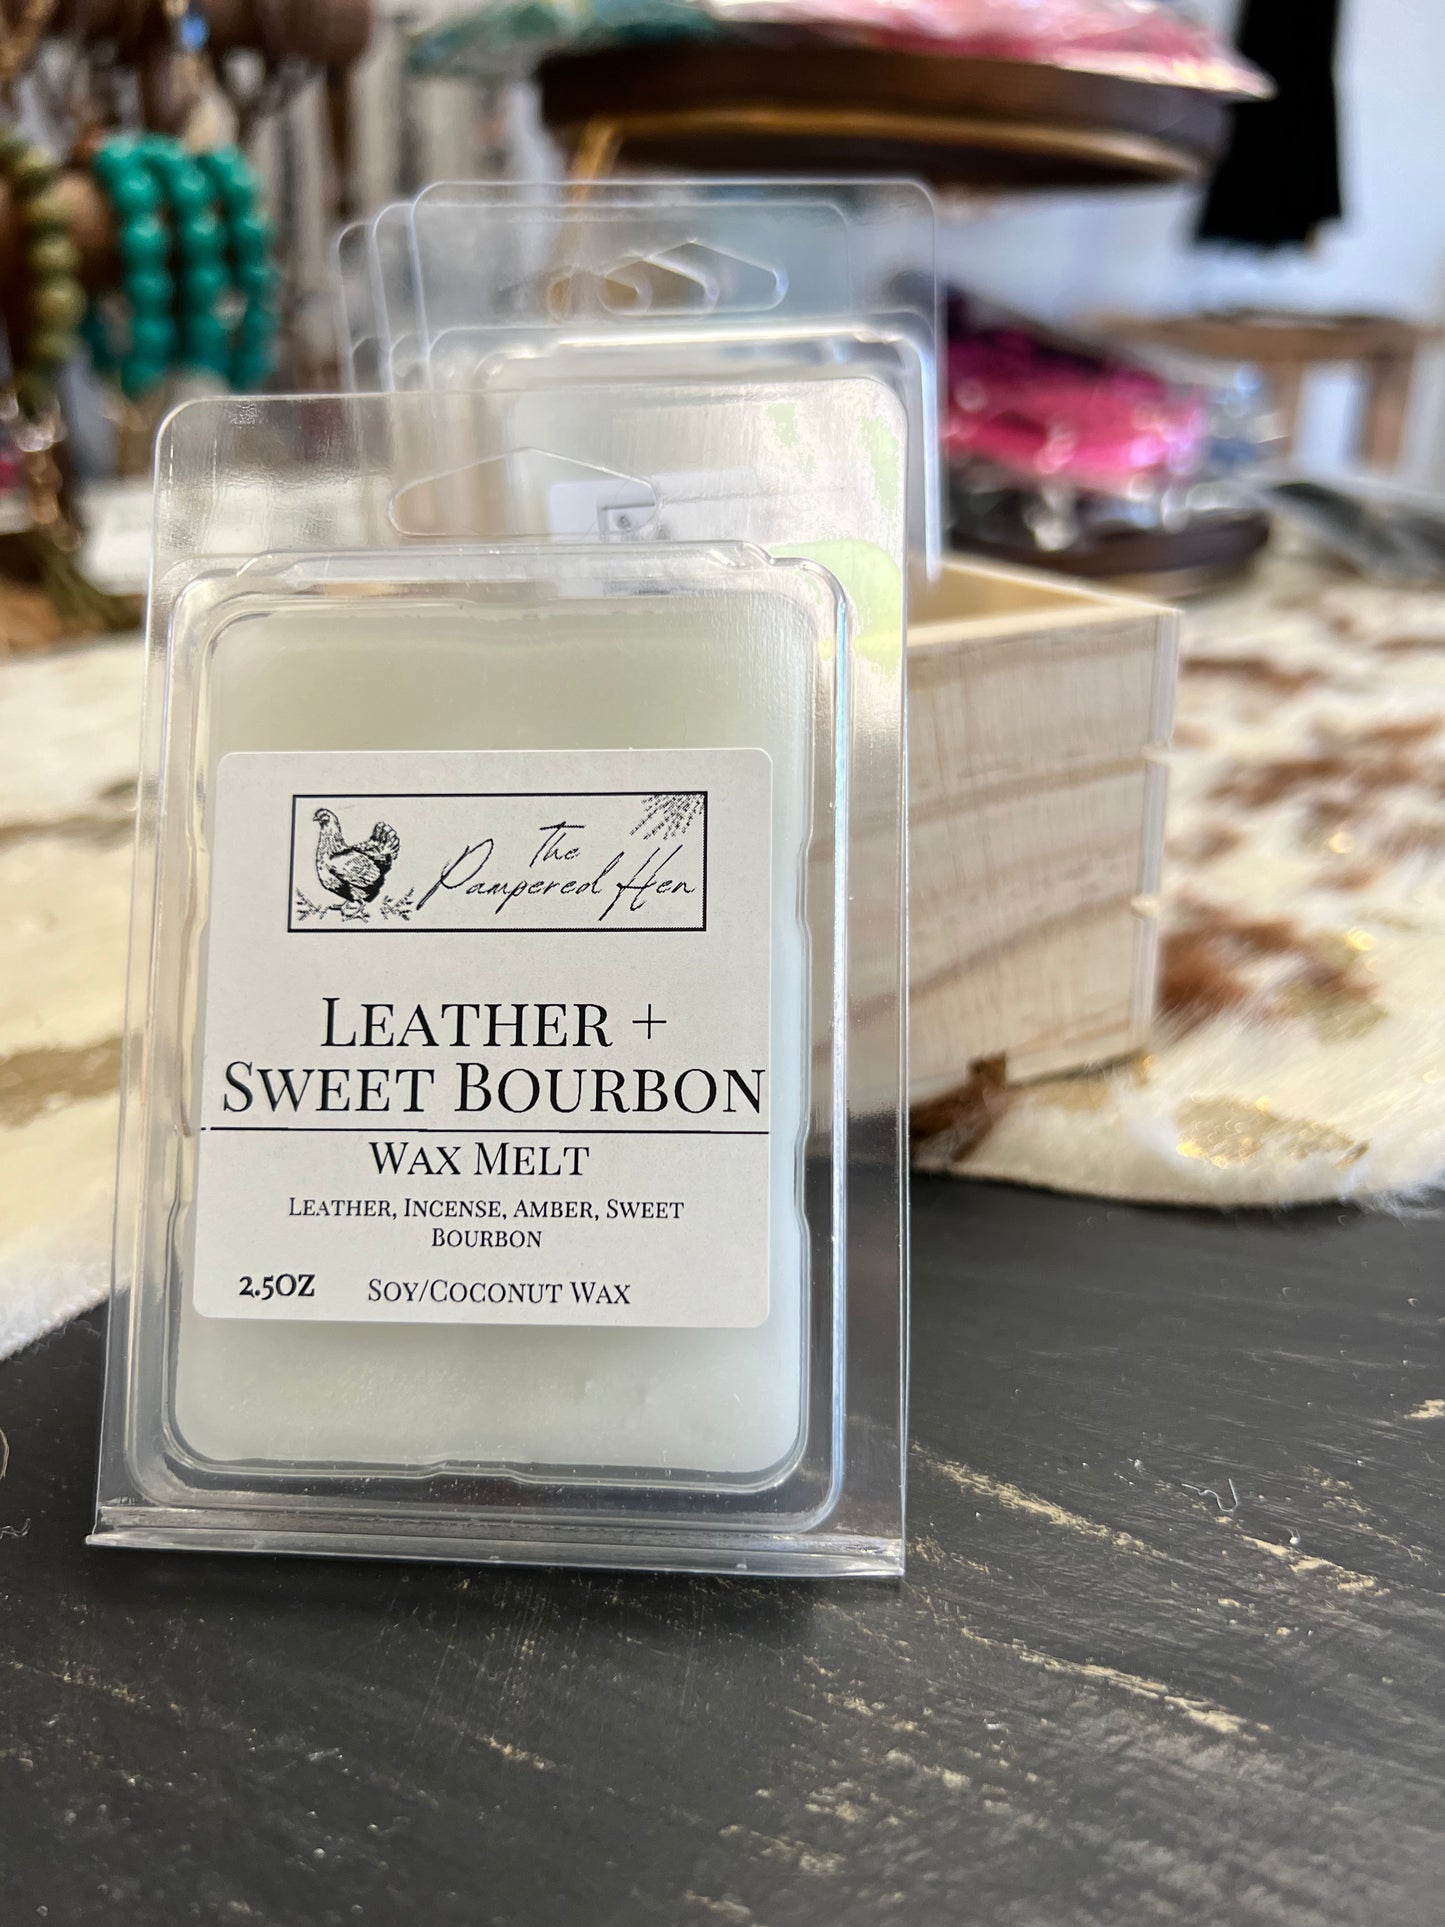 The
Pampered Hen
Leather +
Sweet Bourbon
Wax Melt
Leather, Incense, Amber, Sweet
Bourbon
2.5oz Soy/Coconut Wax